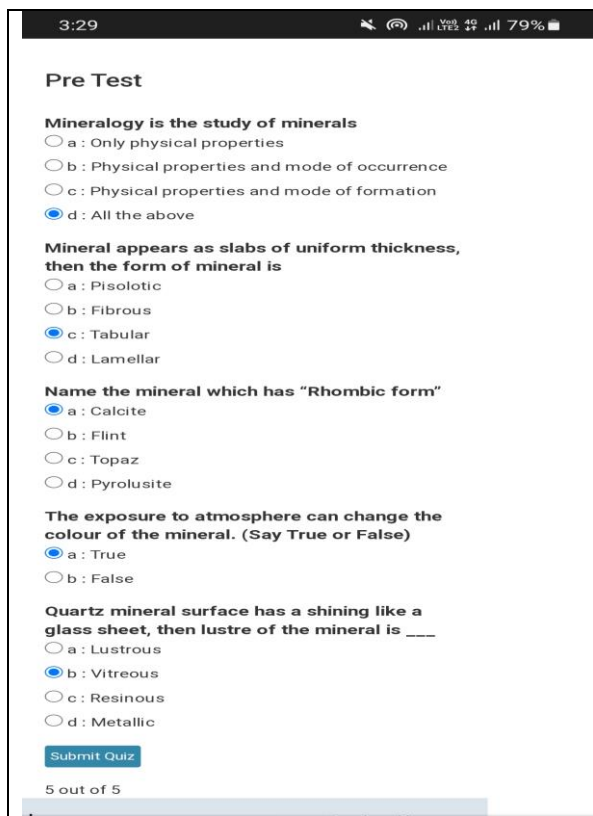 3:29
Voº) 4G
LTE2 79%
Pre Test
Mineralogy is the study of minerals
a : Only physical properties
b : Physical properties and mode of occurrence
c : Physical properties and mode of formation
d : All the above
Mineral appears as slabs of uniform thickness,
then the form of mineral is
a : Pisolotic
b : Fibrous
c : Tabular
d : Lamellar
Name the mineral which has “Rhombic form”
a : Calcite
b : Flint
c : Topaz
d : Pyrolusite
The exposure to atmosphere can change the
colour of the mineral. (Say True or False)
a : True
b : False
Quartz mineral surface has a shining like a
glass sheet, then lustre of the mineral is ___
a : Lustrous
b : Vitreous
c : Resinous
d : Metallic
Submit Quiz
5 out of 5